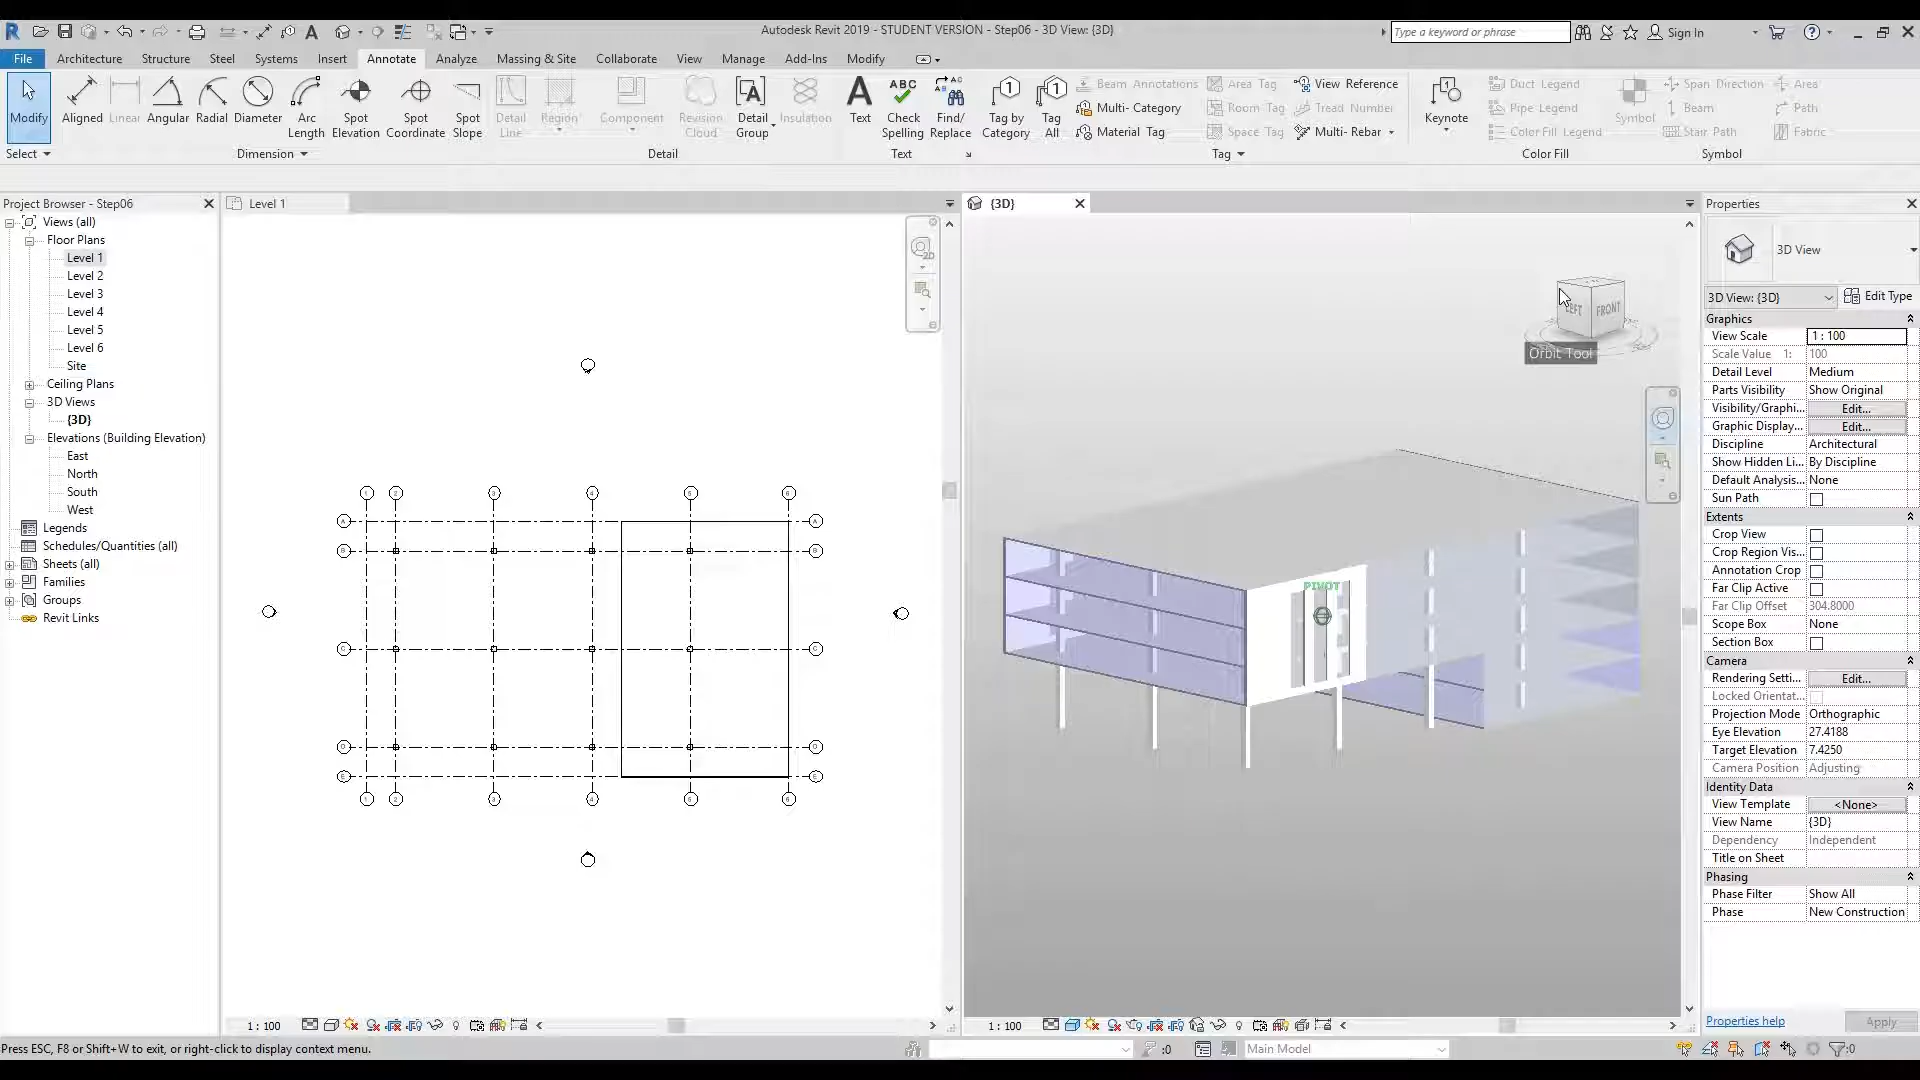 Autodesk Revit 2019 - STUDENT VERSION - Step06 - 3D View: {3D}
Type a keyword or phrase
Sign In
File Architecture Structure Steel Systems Insert Annotate Analyze Massing & Site Collaborate View Manage Add-Ins Modify
Modify
Aligned
Linear
Angular
Radial
Diameter
Arc Length
Spot Elevation
Spot Coordinate
Spot Slope
Detail Line
Region
Component
Revision Cloud
Detail Group
Insulation
Text
ABC
Check Spelling
Find/ Replace
Tag by Category
Tag All
Beam Annotations
Multi- Category
Material Tag
Area Tag
Room Tag
Space Tag
View Reference
Tread Number
Multi- Rebar
Keynote
Duct Legend
Pipe Legend
Color Fill Legend
Symbol
Span Direction
Beam
Stair Path
Area
Path
Fabric
Select
Dimension
Detail
Text
Tag
Color Fill
Symbol
Project Browser - Step06
Views (all)
Floor Plans
Level 1
Level 2
Level 3
Level 4
Level 5
Level 6
Site
Ceiling Plans
3D Views
{3D}
Elevations (Building Elevation)
East
North
South
West
Legends
Schedules/Quantities (all)
Sheets (all)
Families
Groups
Revit Links
Level 1
2D
1 : 100
{3D}
LEFT FRONT
Orbit Tool
PIVOT
1 : 100
Properties
3D View
3D View: {3D}
Edit Type
Graphics
View Scale 1 : 100
Scale Value 1: 100
Detail Level Medium
Parts Visibility Show Original
Visibility/Graphi... Edit...
Graphic Display... Edit...
Discipline Architectural
Show Hidden Li... By Discipline
Default Analysis... None
Sun Path
Extents
Crop View
Crop Region Vis...
Annotation Crop
Far Clip Active
Far Clip Offset 304.8000
Scope Box None
Section Box
Camera
Rendering Setti... Edit...
Locked Orientat...
Projection Mode Orthographic
Eye Elevation 27.4188
Target Elevation 7.4250
Camera Position Adjusting
Identity Data
View Template <None>
View Name {3D}
Dependency Independent
Title on Sheet
Phasing
Phase Filter Show All
Phase New Construction
Properties help
Apply
Press ESC, F8 or Shift+W to exit, or right-click to display context menu.
:0
Main Model
:0